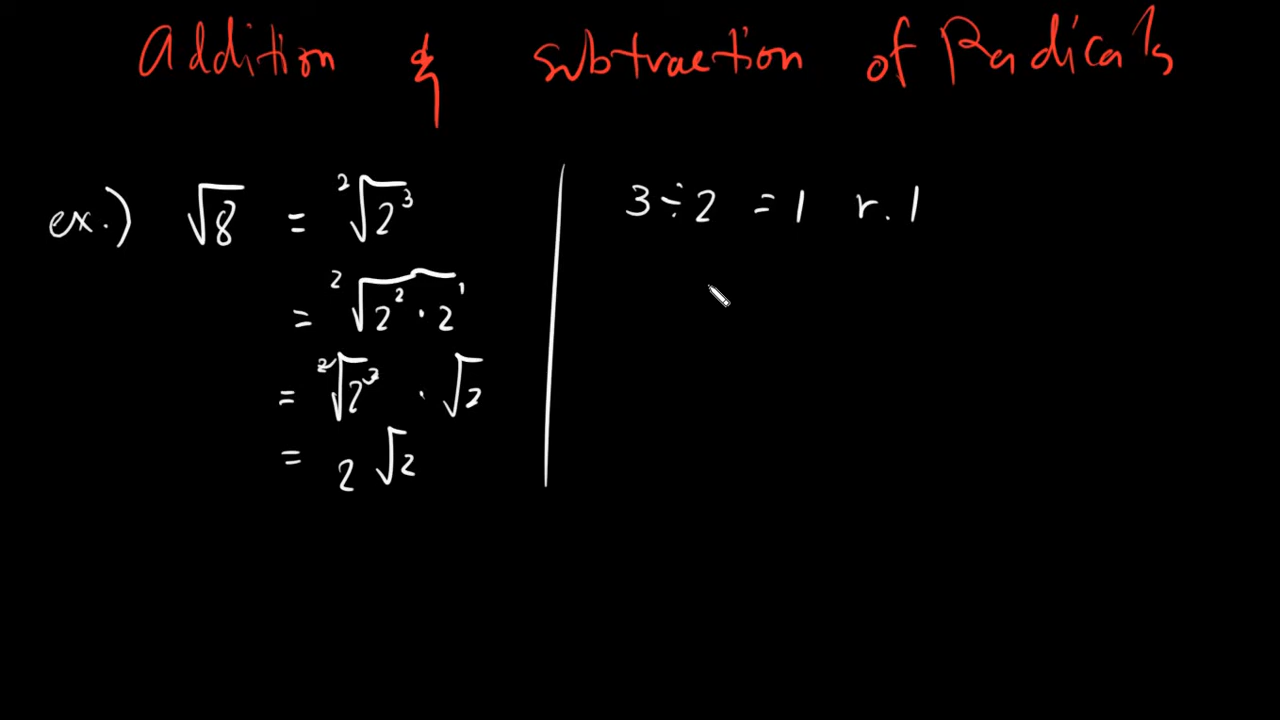 Addition & subtraction of Radicals
ex.) √8 = ²√2³
= ²√2² · 2¹
= ²√2² · √2
= 2 √2
3 ÷ 2 = 1 r. 1